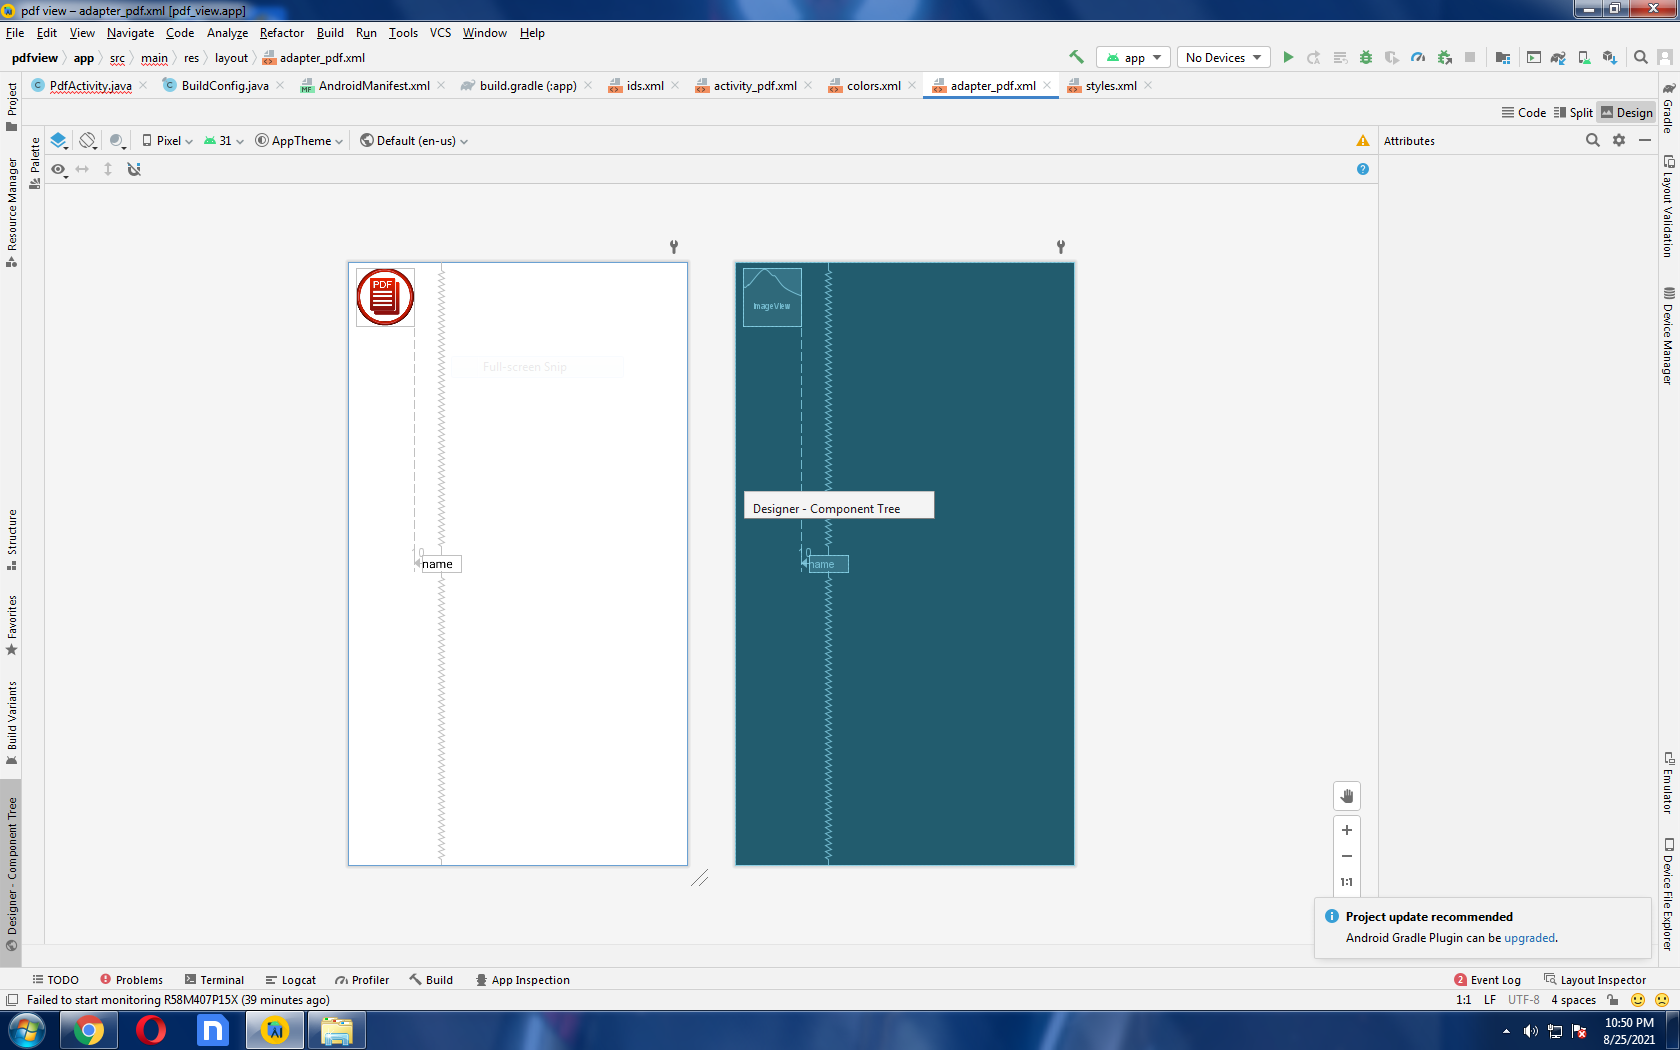 pdf view – adapter_pdf.xml [pdf_view.app]
File Edit View Navigate Code Analyze Refactor Build Run Tools VCS Window Help
pdfview app src main res layout adapter_pdf.xml
app No Devices
PdfActivity.java BuildConfig.java AndroidManifest.xml build.gradle (:app) ids.xml activity_pdf.xml colors.xml adapter_pdf.xml styles.xml
Code Split Design
Pixel 31 AppTheme Default (en-us)
Attributes
Project
Resource Manager
Structure
Favorites
Build Variants
Designer - Component Tree
Palette
PDF
ImageView
Full-screen Snip
Designer - Component Tree
0
name
0
name
Gradle
Layout Validation
Device Manager
Emulator
Device File Explorer
1:1
Project update recommended
Android Gradle Plugin can be upgraded.
TODO Problems Terminal Logcat Profiler Build App Inspection 2 Event Log Layout Inspector
Failed to start monitoring R58M407P15X (39 minutes ago) 1:1 LF UTF-8 4 spaces
10:50 PM
8/25/2021